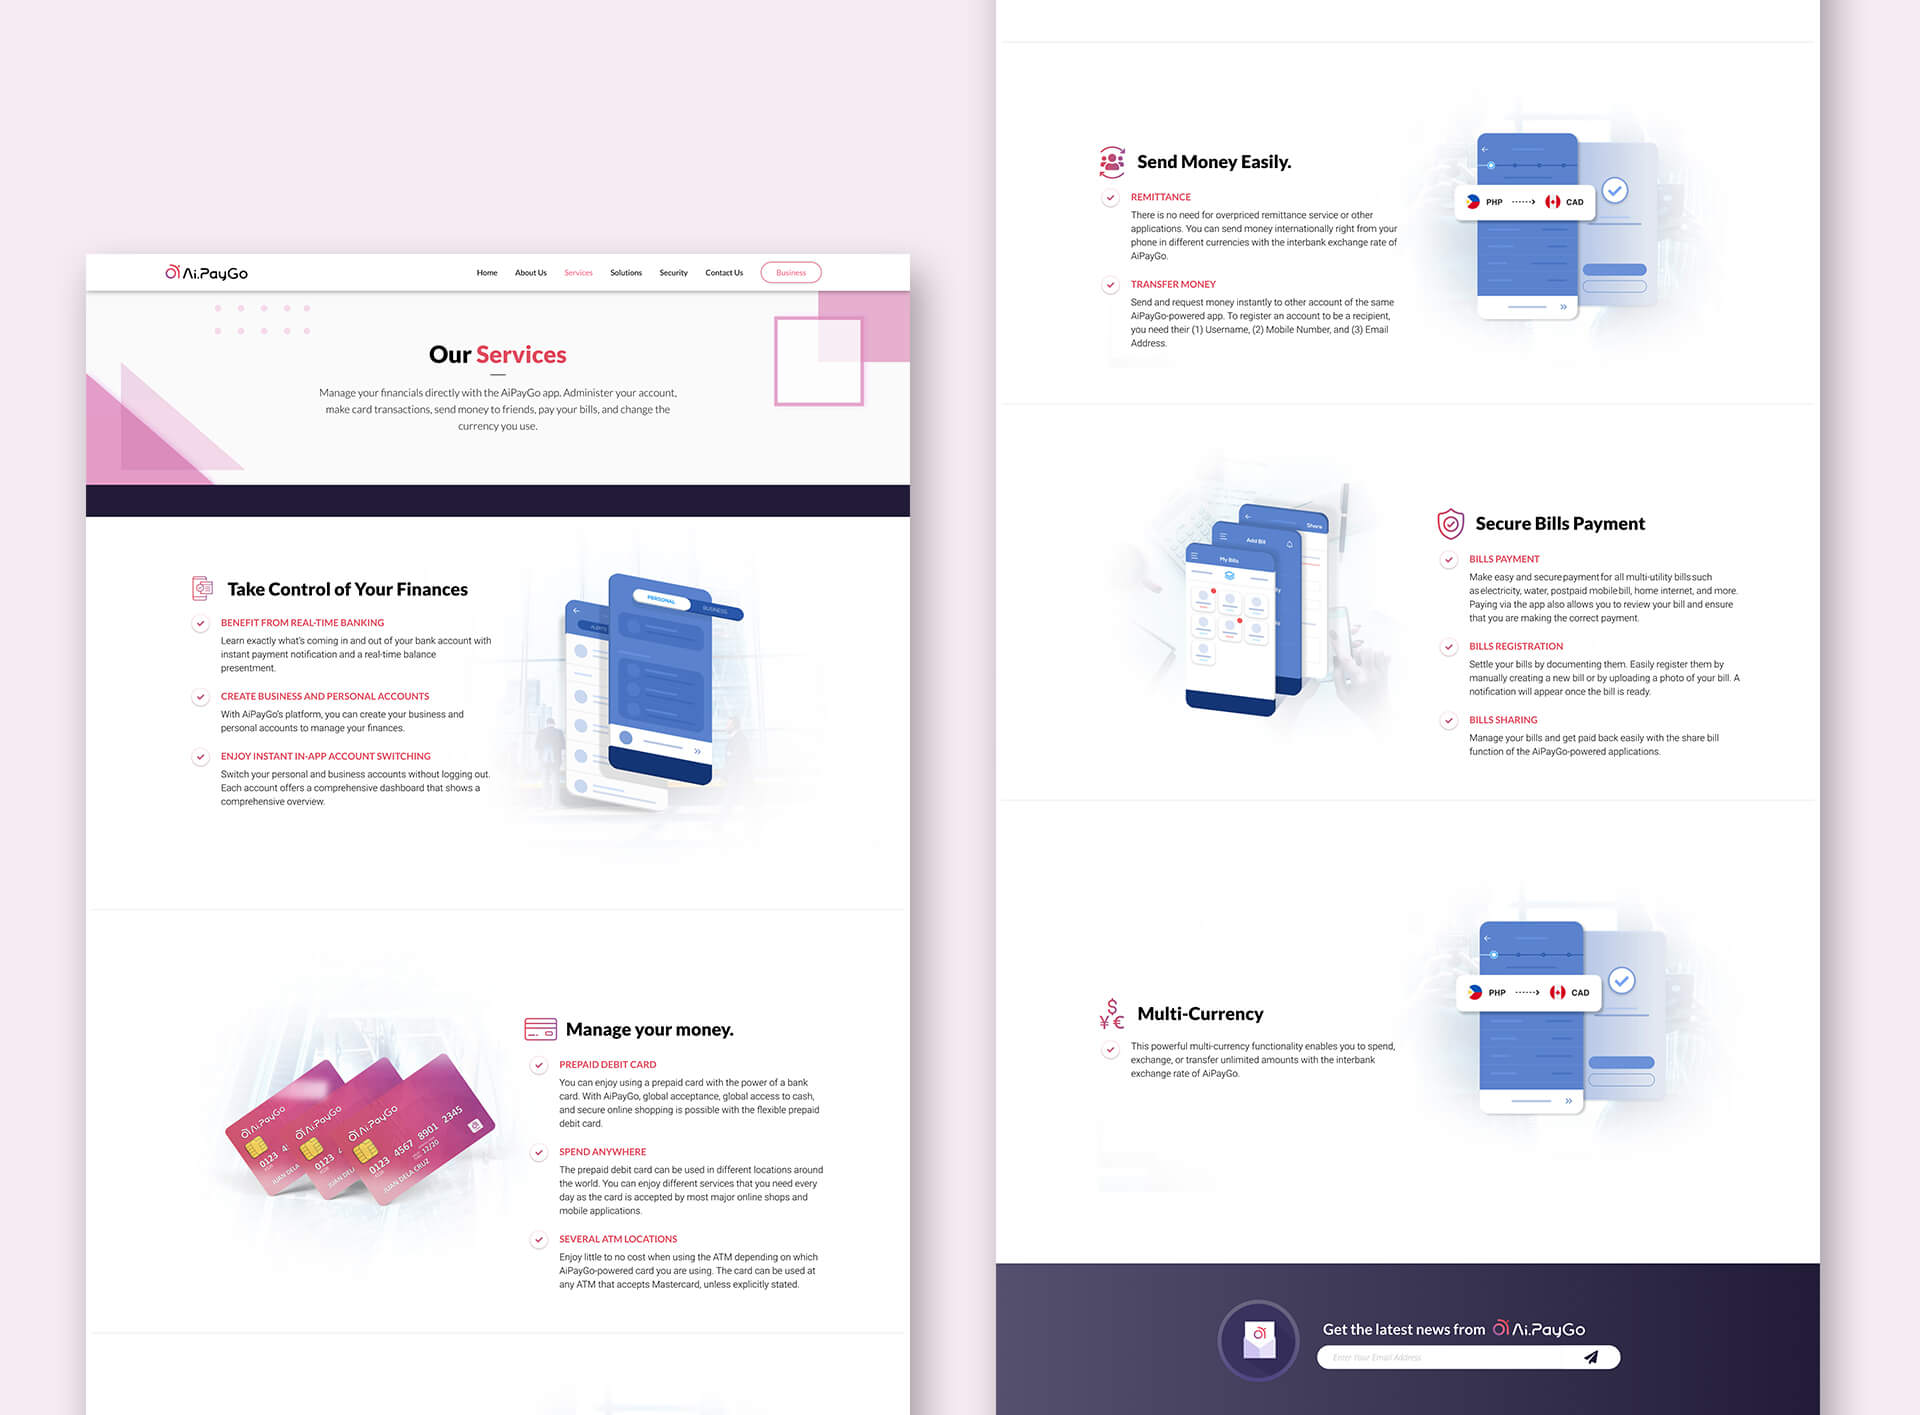 Ai.PayGo
Home About Us Services Solutions Security Contact Us Business
Our Services
Manage your financials directly with the AiPayGo app. Administer your account,
make card transactions, send money to friends, pay your bills, and change the
currency you use.
Take Control of Your Finances
BENEFIT FROM REAL-TIME BANKING
Learn exactly what's coming in and out of your bank account with
instant payment notification and a real-time balance
presentment.
CREATE BUSINESS AND PERSONAL ACCOUNTS
With AiPayGo's platform, you can create your business and
personal accounts to manage your finances.
ENJOY INSTANT IN-APP ACCOUNT SWITCHING
Switch your personal and business accounts without logging out.
Each account offers a comprehensive dashboard that shows a
comprehensive overview.
PERSONAL
BUSINESS
ALERTS
Ai.PayGo
0123 4
JUAN DELA
Ai.PayGo
0123
JUAN DELA
Ai.PayGo
0123 4567 8901 2345
12/20
JUAN DELA CRUZ
Manage your money.
PREPAID DEBIT CARD
You can enjoy using a prepaid card with the power of a bank
card. With AiPayGo, global acceptance, global access to cash,
and secure online shopping is possible with the flexible prepaid
debit card.
SPEND ANYWHERE
The prepaid debit card can be used in different locations around
the world. You can enjoy different services that you need every
day as the card is accepted by most major online shops and
mobile applications.
SEVERAL ATM LOCATIONS
Enjoy little to no cost when using the ATM depending on which
AiPayGo-powered card you are using. The card can be used at
any ATM that accepts Mastercard, unless explicitly stated.
Send Money Easily.
REMITTANCE
There is no need for overpriced remittance service or other
applications. You can send money internationally right from your
phone in different currencies with the interbank exchange rate of
AiPayGo.
TRANSFER MONEY
Send and request money instantly to other account of the same
AiPayGo-powered app. To register an account to be a recipient,
you need their (1) Username, (2) Mobile Number, and (3) Email
Address.
PHP CAD
Share
Add Bill
My Bills
Secure Bills Payment
BILLS PAYMENT
Make easy and secure payment for all multi-utility bills such
as electricity, water, postpaid mobile bill, home internet, and more.
Paying via the app also allows you to review your bill and ensure
that you are making the correct payment.
BILLS REGISTRATION
Settle your bills by documenting them. Easily register them by
manually creating a new bill or by uploading a photo of your bill. A
notification will appear once the bill is ready.
BILLS SHARING
Manage your bills and get paid back easily with the share bill
function of the AiPayGo-powered applications.
Multi-Currency
This powerful multi-currency functionality enables you to spend,
exchange, or transfer unlimited amounts with the interbank
exchange rate of AiPayGo.
PHP CAD
Get the latest news from Ai.PayGo
Enter Your Email Address